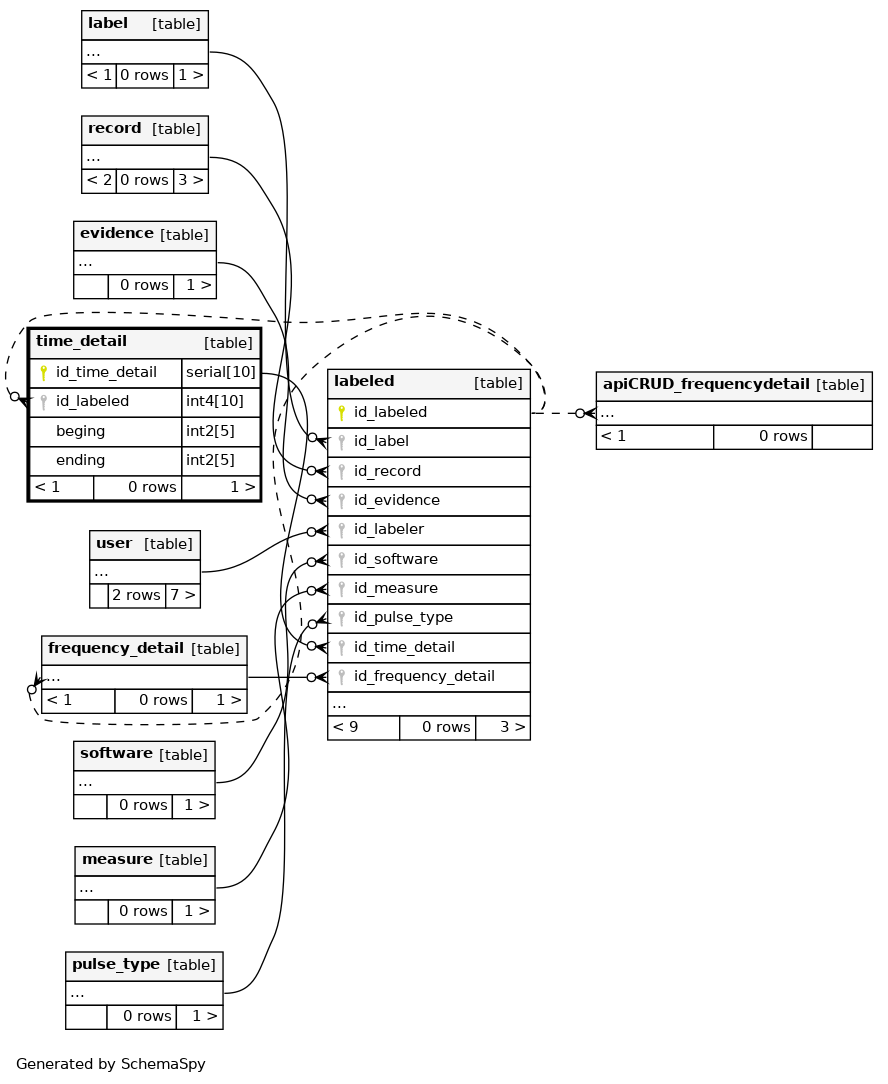 label [table]
...
< 1 0 rows 1 >
record [table]
...
< 2 0 rows 3 >
evidence [table]
...
0 rows 1 >
time_detail [table]
id_time_detail serial[10]
id_labeled int4[10]
beging int2[5]
ending int2[5]
< 1 0 rows 1 >
user [table]
...
2 rows 7 >
frequency_detail [table]
...
< 1 0 rows 1 >
software [table]
...
0 rows 1 >
measure [table]
...
0 rows 1 >
pulse_type [table]
...
0 rows 1 >
labeled [table]
id_labeled
id_label
id_record
id_evidence
id_labeler
id_software
id_measure
id_pulse_type
id_time_detail
id_frequency_detail
...
< 9 0 rows 3 >
apiCRUD_frequencydetail [table]
...
< 1 0 rows
Generated by SchemaSpy